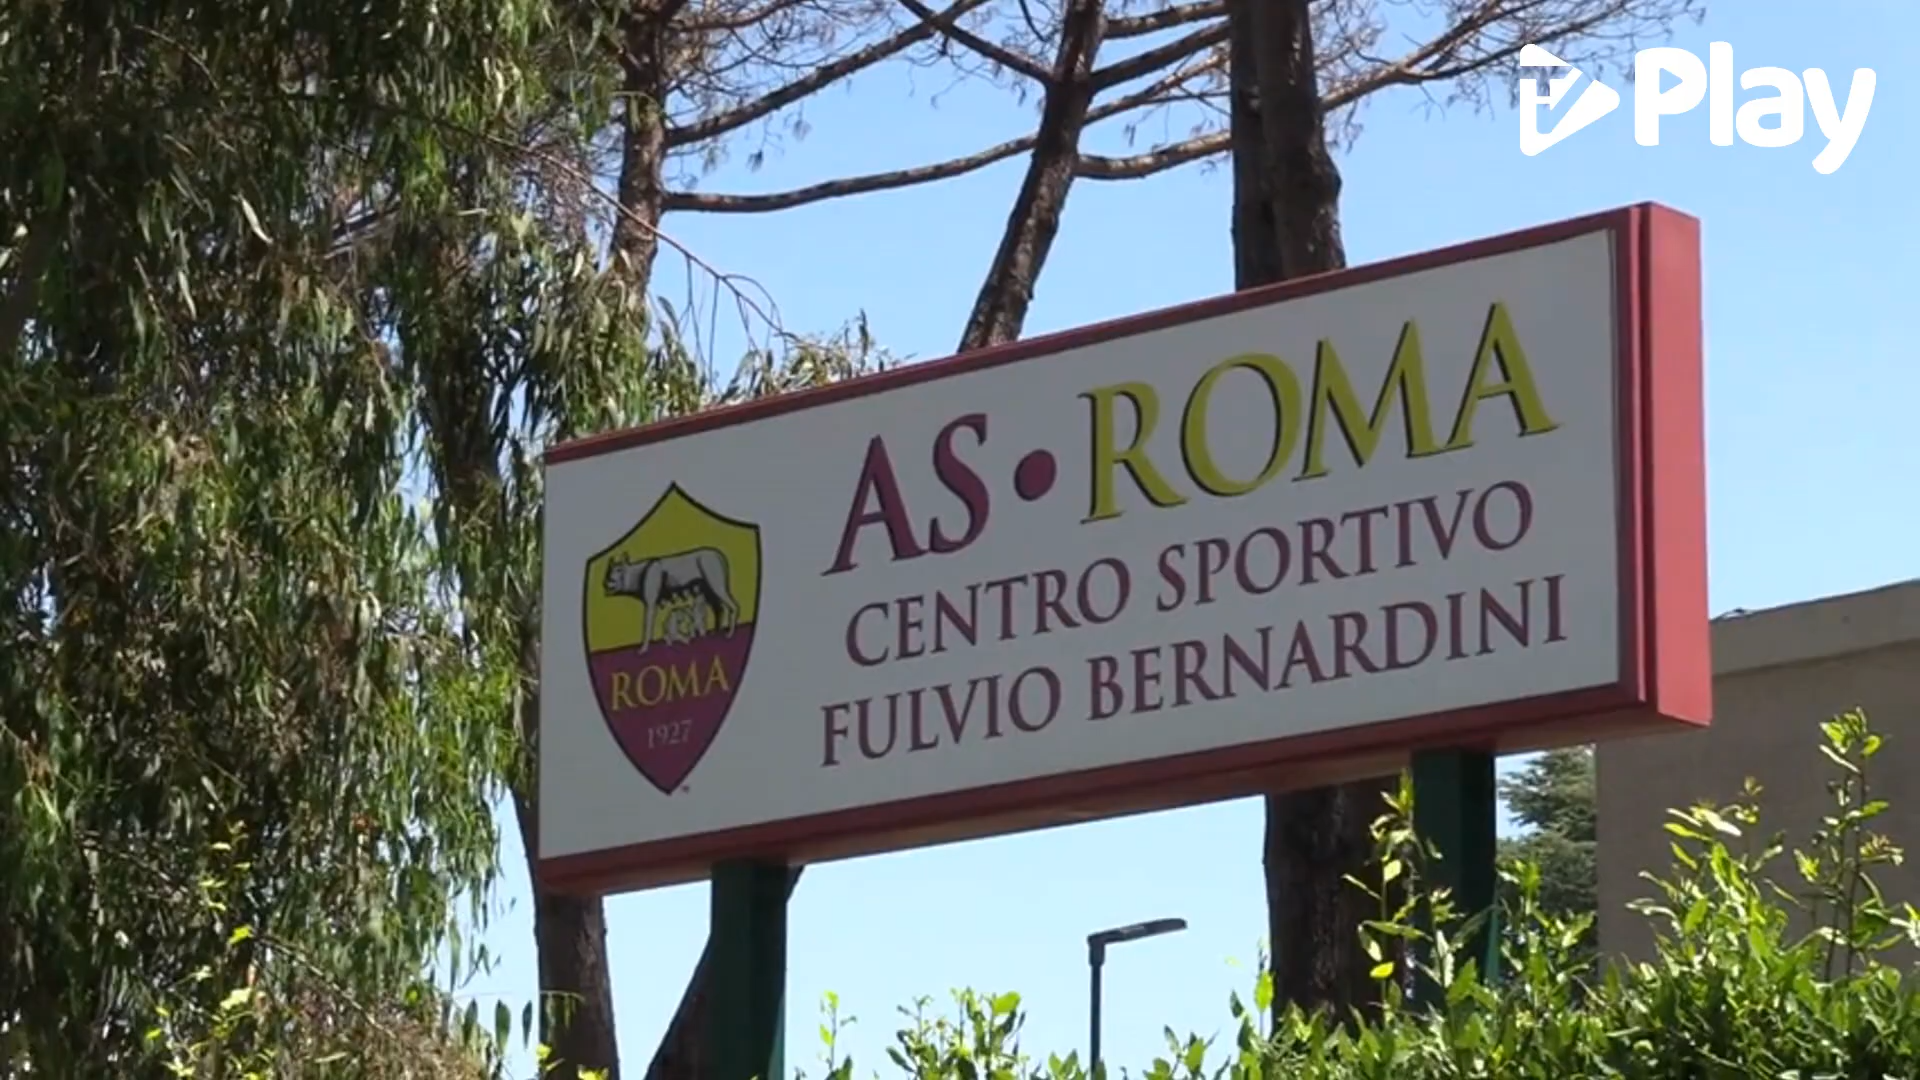 Play
AS • ROMA
CENTRO SPORTIVO
FULVIO BERNARDINI
ROMA
1927